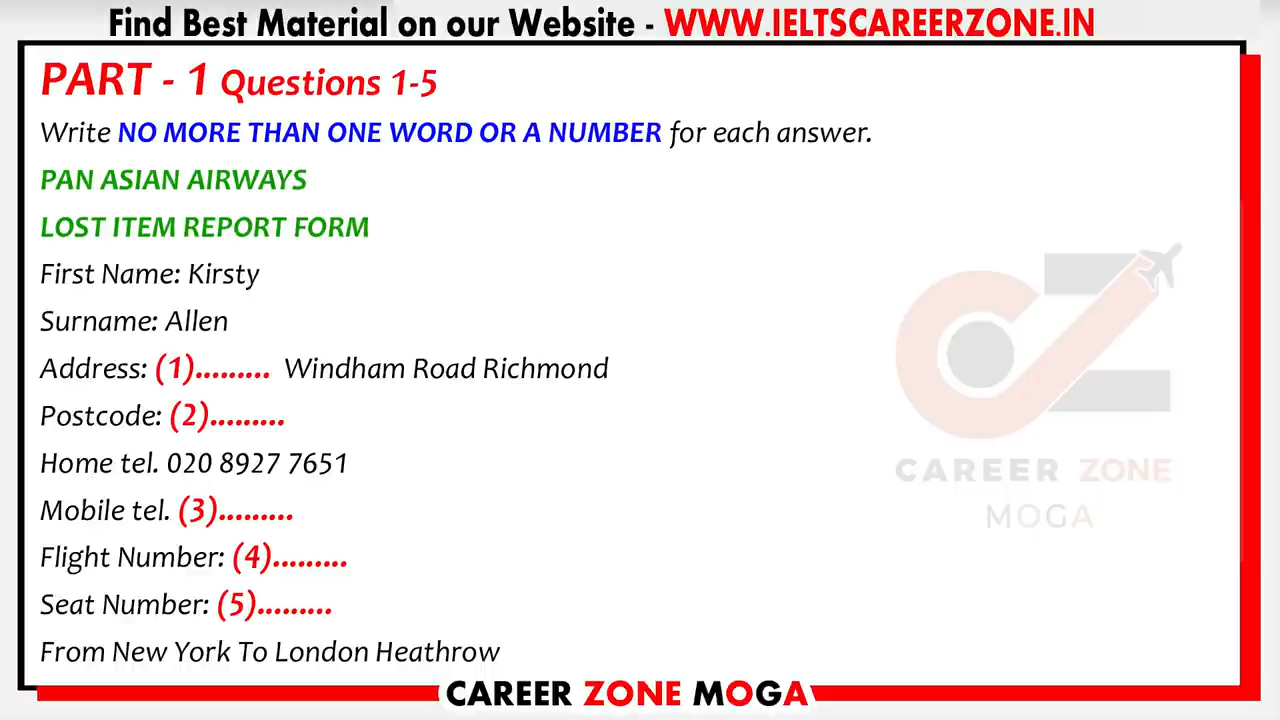 Find Best Material on our Website - WWW.IELTSCAREERZONE.IN
PART - 1 Questions 1-5
Write NO MORE THAN ONE WORD OR A NUMBER for each answer.
PAN ASIAN AIRWAYS
LOST ITEM REPORT FORM
First Name: Kirsty
Surname: Allen
Address: (1)......... Windham Road Richmond
Postcode: (2).........
Home tel. 020 8927 7651
Mobile tel. (3).........
Flight Number: (4).........
Seat Number: (5).........
From New York To London Heathrow
CAREER ZONE
MOGA
CAREER ZONE MOGA